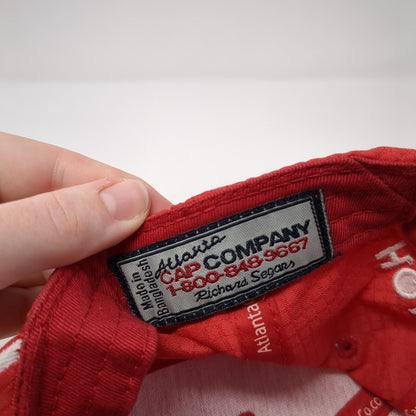 Atlanta
CAP COMPANY
1-800-848-9667
Richard Segars
Made in
Bangladesh
Atlanta